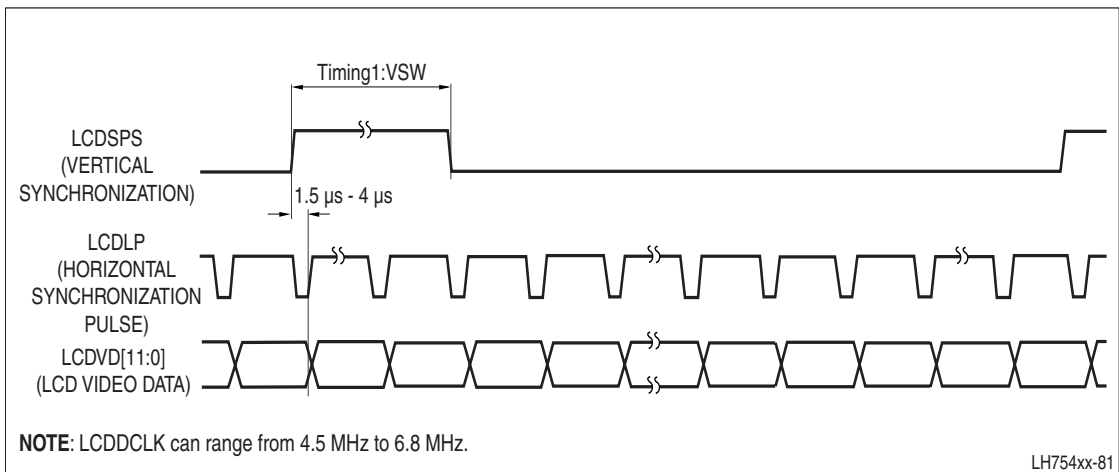 Timing1:VSW
LCDSPS
(VERTICAL
SYNCHRONIZATION)
1.5 µs - 4 µs
LCDLP
(HORIZONTAL
SYNCHRONIZATION
PULSE)
LCDVD[11:0]
(LCD VIDEO DATA)
NOTE: LCDDCLK can range from 4.5 MHz to 6.8 MHz.
LH754xx-81